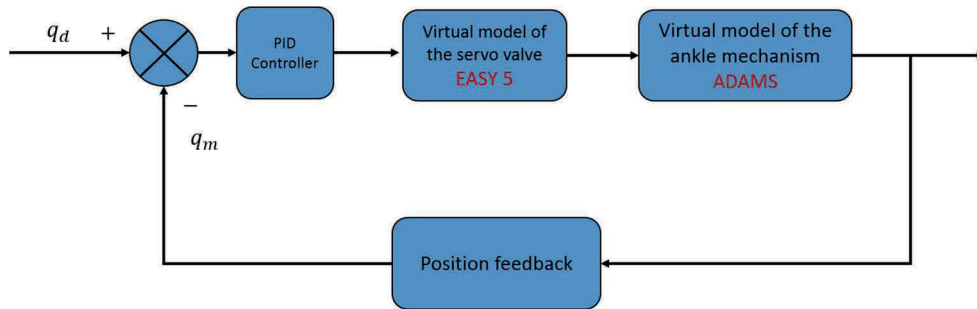 q_d +
PID
Controller
Virtual model of
the servo valve
EASY 5
Virtual model of the
ankle mechanism
ADAMS
−
q_m
Position feedback